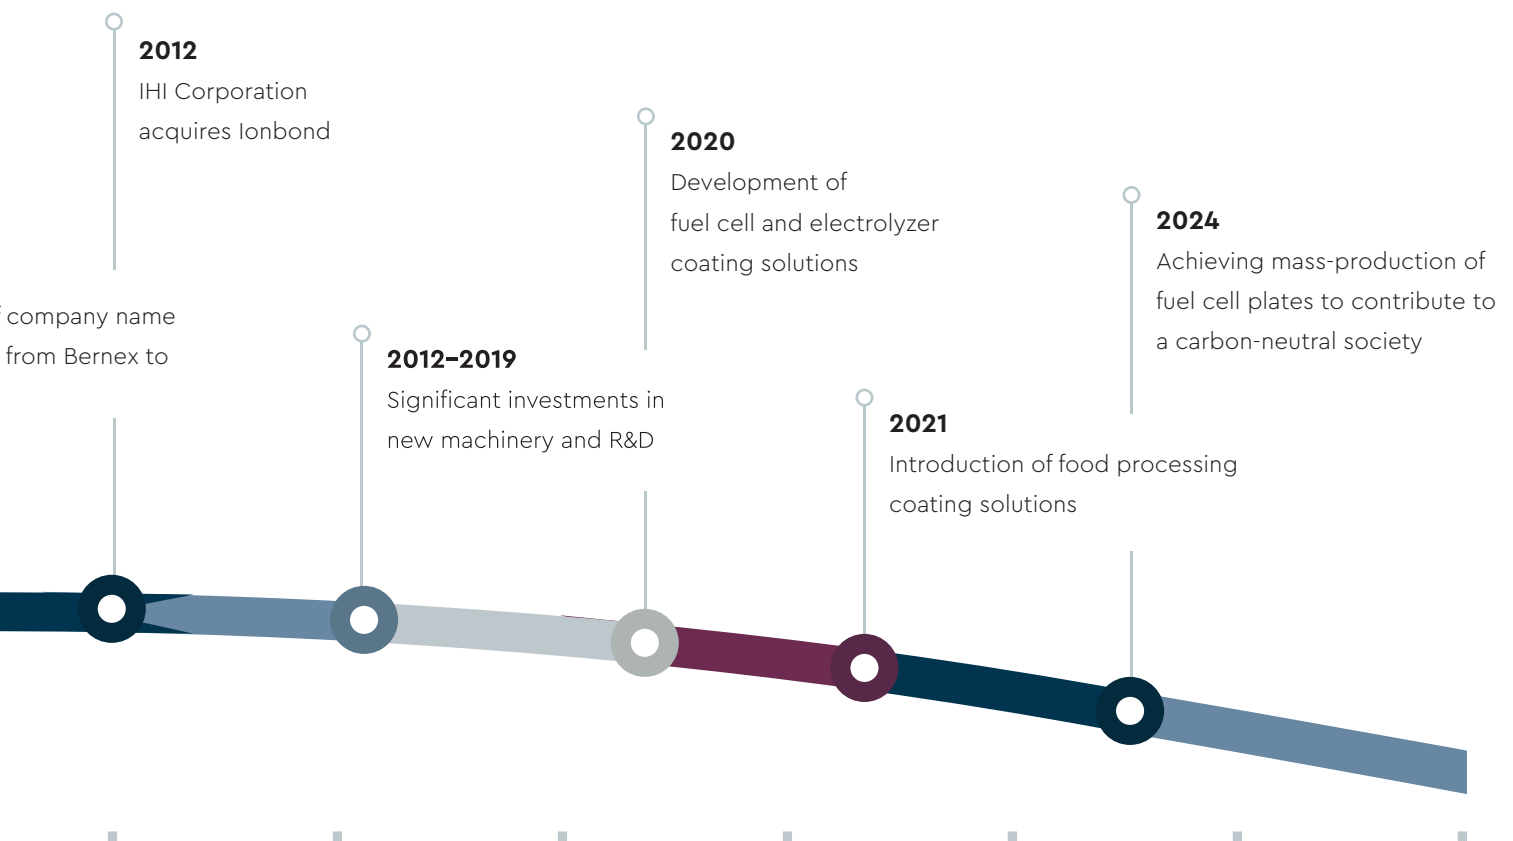 2012
IHI Corporation
acquires Ionbond
company name
from Bernex to
2012–2019
Significant investments in
new machinery and R&D
2020
Development of
fuel cell and electrolyzer
coating solutions
2021
Introduction of food processing
coating solutions
2024
Achieving mass-production of
fuel cell plates to contribute to
a carbon-neutral society